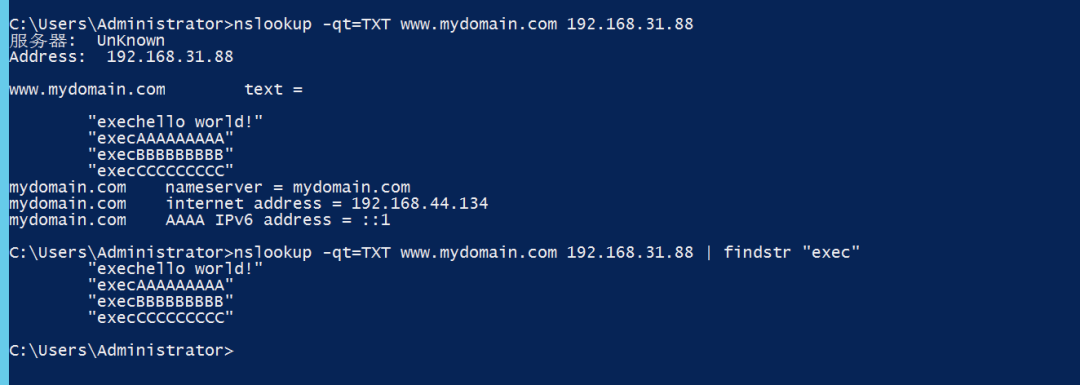 C:\Users\Administrator>nslookup -qt=TXT www.mydomain.com 192.168.31.88
服务器:  UnKnown
Address:  192.168.31.88
www.mydomain.com        text =
"exechello world!"
"execAAAAAAAAA"
"execBBBBBBBBB"
"execCCCCCCCCC"
mydomain.com    nameserver = mydomain.com
mydomain.com    internet address = 192.168.44.134
mydomain.com    AAAA IPv6 address = ::1
C:\Users\Administrator>nslookup -qt=TXT www.mydomain.com 192.168.31.88 | findstr "exec"
"exechello world!"
"execAAAAAAAAA"
"execBBBBBBBBB"
"execCCCCCCCCC"
C:\Users\Administrator>